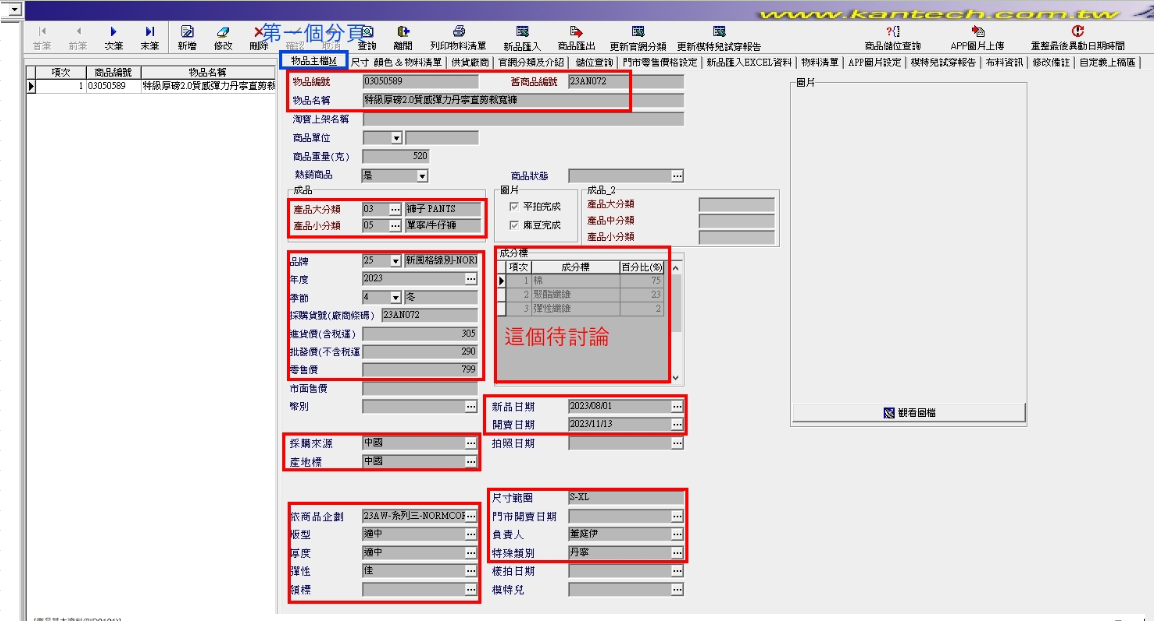 www.kantech.com.tw
第一個分頁
首筆 前筆 次筆 末筆 新增 修改 刪除 確認 取消 查詢 離開 列印物料清單 新品匯入 商品匯出 更新官網分類 更新模特兒試穿報告 商品儲位查詢 APP圖片上傳 重整最後異動日期時間
物品主檔M 尺寸 顏色 & 物料清單 供貨廠商 官網分類及介紹 儲位查詢 門市零售價格設定 新品匯入EXCEL資料 物料清單 APP圖片設定 模特兒試穿報告 布料資訊 修改備註 自定義上稿區
項次 商品編號 物品名稱
1 03050589 特級厚磅2.0質感彈力丹寧直剪裁
物品編號 03050589 舊商品編號 23AN072
物品名稱 特級厚磅2.0質感彈力丹寧直剪裁寬褲
淘寶上架名稱
商品單位
商品重量(克) 520
熱銷商品 是 商品狀態
成品
產品大分類 03 褲子 PANTS
產品小分類 05 單寧/牛仔褲
圖片
平拍完成
麻豆完成
成品_2
產品大分類
產品中分類
產品小分類
圖片
觀看圖檔
品牌 25 新風格線別-NORM
年度 2023
季節 4 冬
採購貨號(廠商條碼) 23AN072
進貨價(含稅運) 305
批發價(不含稅運 290
零售價 799
市面售價
幣別
成分標
項次 成分標 百分比(%)
1 棉 75
2 聚酯纖維 23
3 彈性纖維 2
這個待討論
新品日期 2023/08/01
開賣日期 2023/11/13
拍照日期
採購來源 中國
產地標 中國
依商品企劃 23AW-系列三-NORMCOR
版型 適中
厚度 適中
彈性 佳
領標
尺寸範圍 S-XL
門市開賣日期
負責人 董庭伊
特殊類別 丹寧
樣拍日期
模特兒